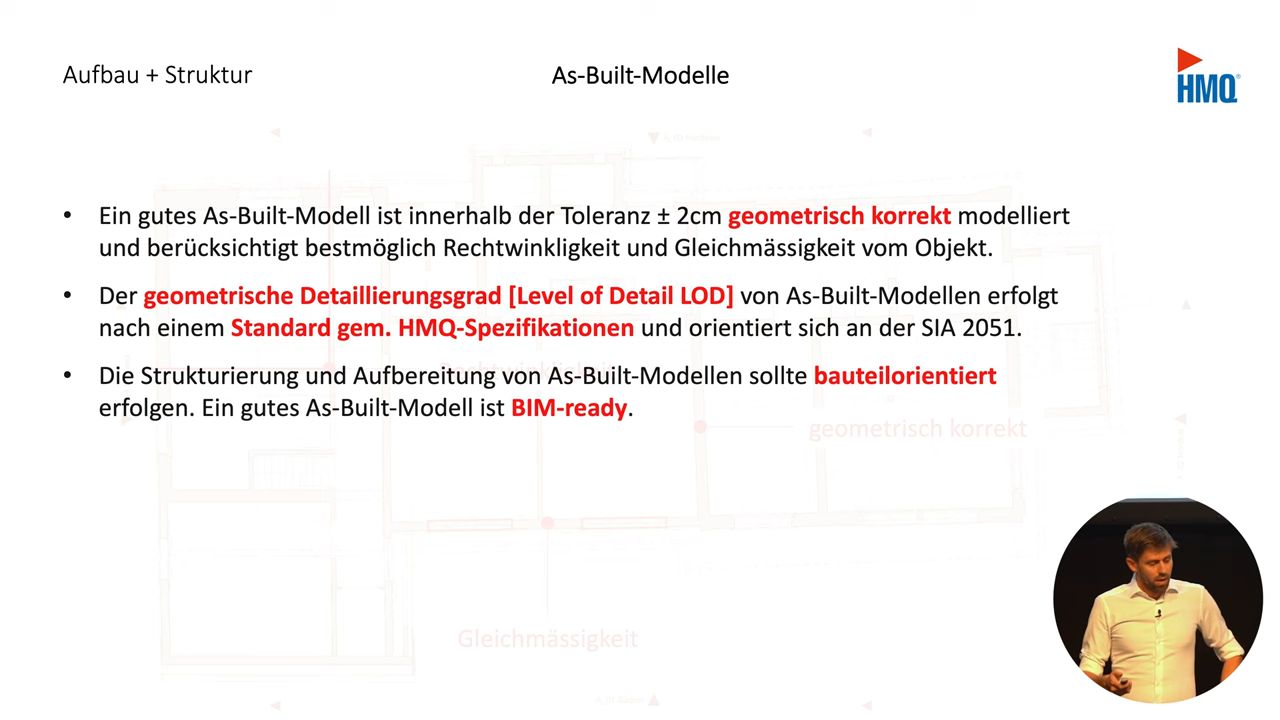 Aufbau + Struktur
As-Built-Modelle
HMQ
Ein gutes As-Built-Modell ist innerhalb der Toleranz ± 2cm geometrisch korrekt modelliert
und berücksichtigt bestmöglich Rechtwinkligkeit und Gleichmässigkeit vom Objekt.
Der geometrische Detaillierungsgrad [Level of Detail LOD] von As-Built-Modellen erfolgt
nach einem Standard gem. HMQ-Spezifikationen und orientiert sich an der SIA 2051.
Die Strukturierung und Aufbereitung von As-Built-Modellen sollte bauteilorientiert
erfolgen. Ein gutes As-Built-Modell ist BIM-ready.
geometrisch korrekt
Gleichmässigkeit